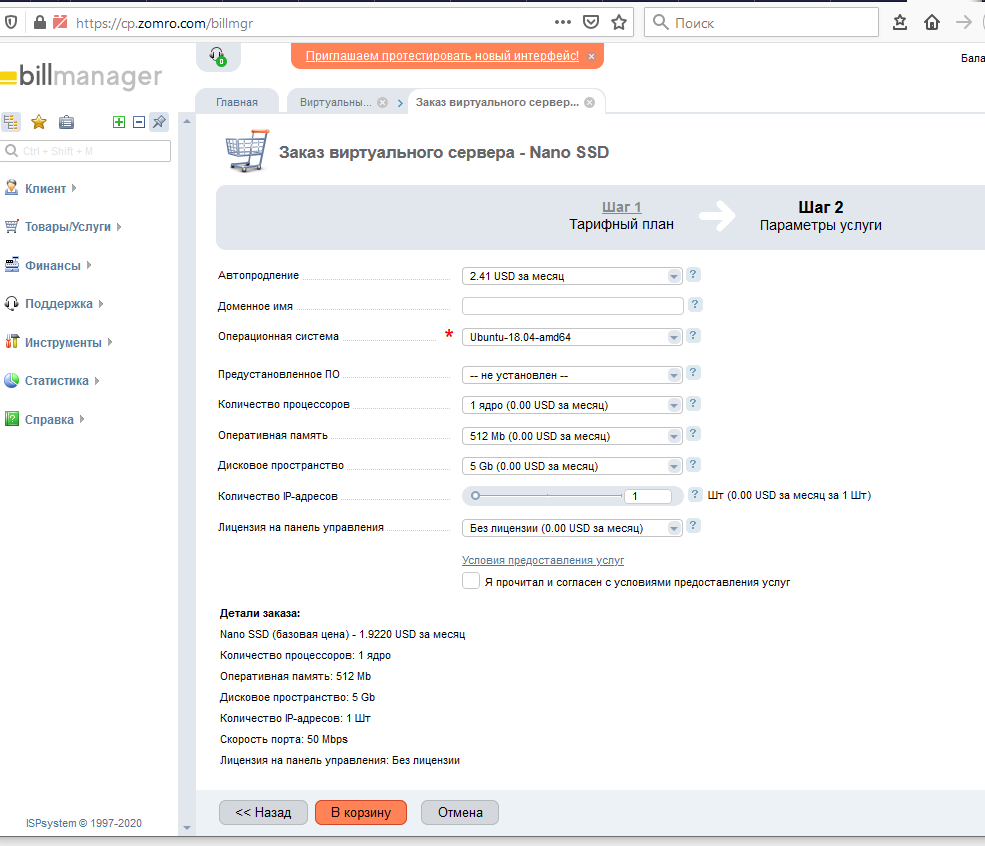 https://cp.zomro.com/billmgr
Поиск
billmanager
0
Приглашаем протестировать новый интерфейс!
Бала
Главная
Виртуальны...
Заказ виртуального сервер...
Ctrl + Shift + M
Клиент
Товары/Услуги
Финансы
Поддержка
Инструменты
Статистика
Справка
Заказ виртуального сервера - Nano SSD
Шаг 1
Тарифный план
Шаг 2
Параметры услуги
Автопродление 2.41 USD за месяц ?
Доменное имя ?
Операционная система * Ubuntu-18.04-amd64 ?
Предустановленное ПО -- не установлен -- ?
Количество процессоров 1 ядро (0.00 USD за месяц) ?
Оперативная память 512 Mb (0.00 USD за месяц) ?
Дисковое пространство 5 Gb (0.00 USD за месяц) ?
Количество IP-адресов 1 ? Шт (0.00 USD за месяц за 1 Шт)
Лицензия на панель управления Без лицензии (0.00 USD за месяц) ?
Условия предоставления услуг
Я прочитал и согласен с условиями предоставления услуг
Детали заказа:
Nano SSD (базовая цена) - 1.9220 USD за месяц
Количество процессоров: 1 ядро
Оперативная память: 512 Mb
Дисковое пространство: 5 Gb
Количество IP-адресов: 1 Шт
Скорость порта: 50 Mbps
Лицензия на панель управления: Без лицензии
<< Назад
В корзину
Отмена
ISPsystem © 1997-2020